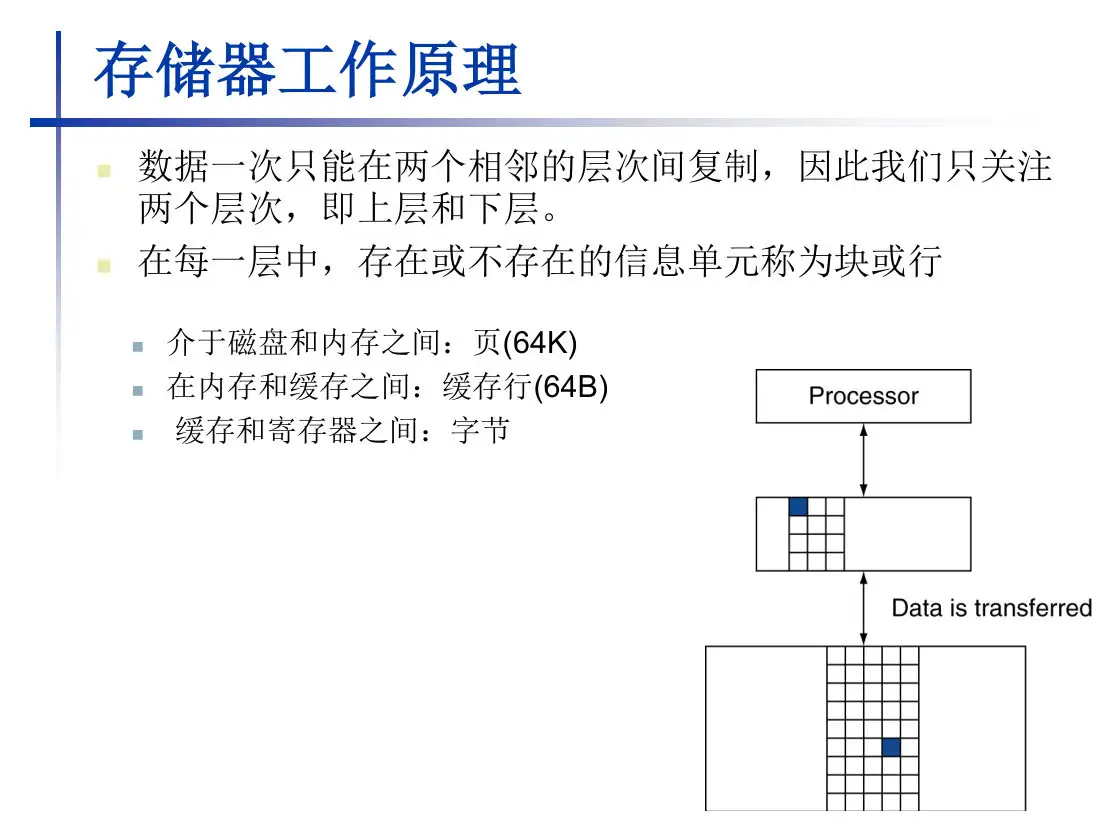 存储器工作原理
数据一次只能在两个相邻的层次间复制，因此我们只关注
两个层次，即上层和下层。
在每一层中，存在或不存在的信息单元称为块或行
介于磁盘和内存之间：页(64K)
在内存和缓存之间：缓存行(64B)
缓存和寄存器之间：字节
Processor
Data is transferred